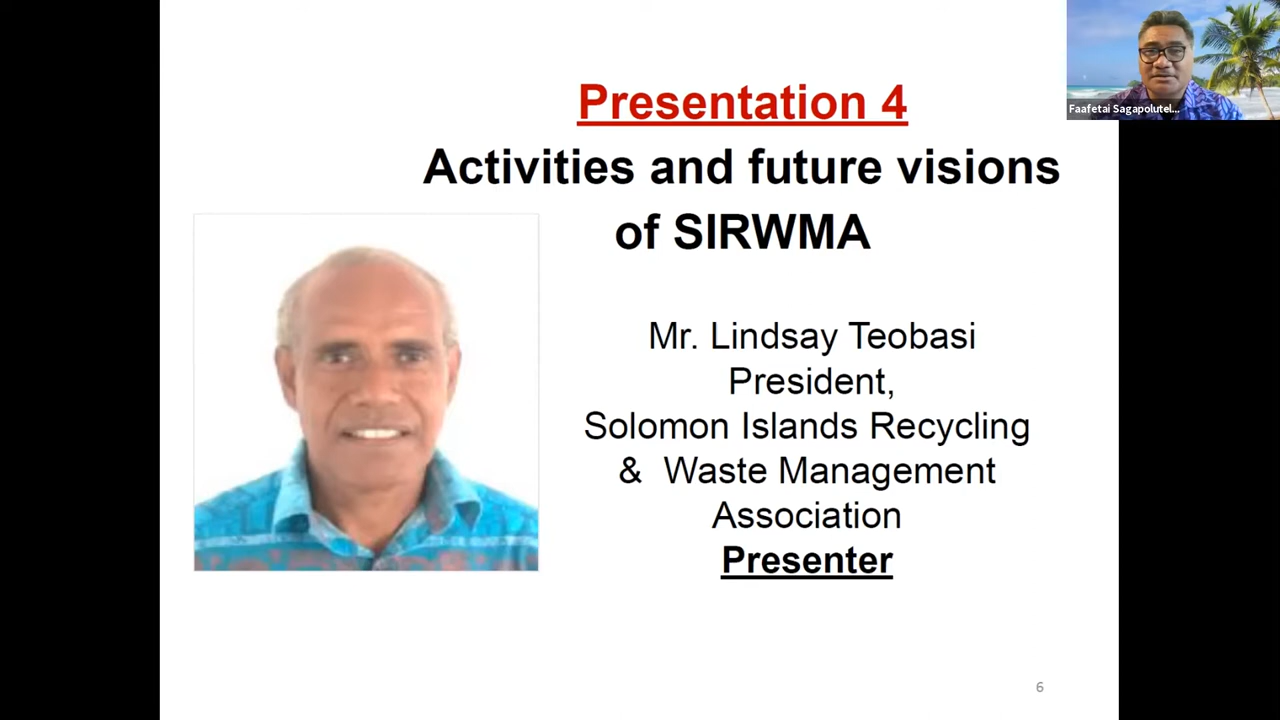 Presentation 4
Activities and future visions
of SIRWMA
Mr. Lindsay Teobasi
President,
Solomon Islands Recycling
& Waste Management
Association
Presenter
Faafetai Sagapolutel...
6